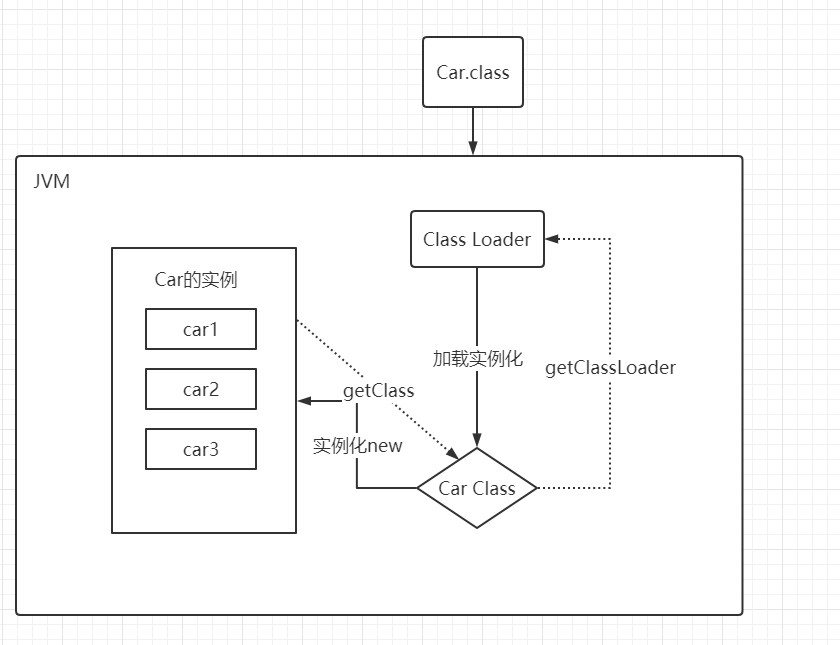 Car.class
JVM
Class Loader
Car的实例
car1
加载实例化
getClassLoader
car2
getClass
car3
实例化new
Car Class